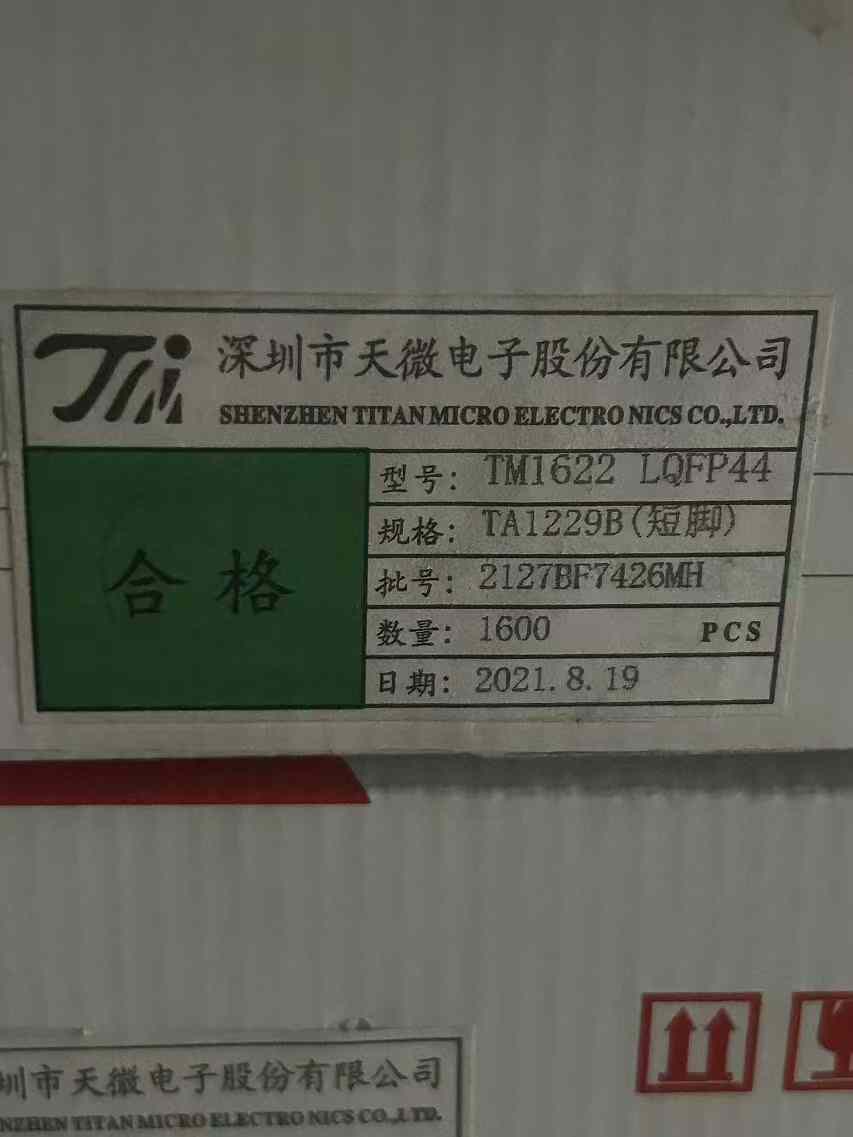 TM
深圳市天微电子股份有限公司
SHENZHEN TITAN MICRO ELECTRO NICS CO.,LTD.
合格
型号: TM1622 LQFP44
规格: TA1229B(短脚)
批号: 2127BF7426MH
数量: 1600 PCS
日期: 2021.8.19
圳市天微电子股份有限公司
NZHEN TITAN MICRO ELECTRO NICS CO.,LTD.